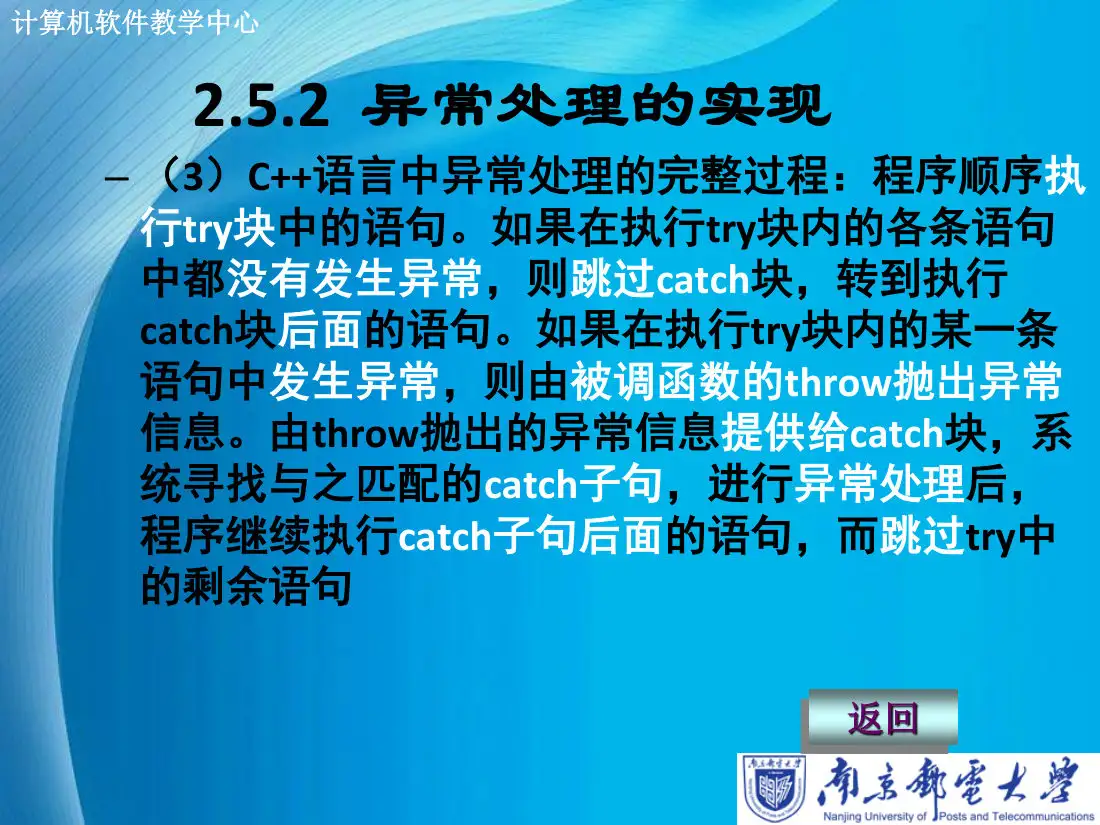 计算机软件教学中心
2.5.2 异常处理的实现
– （3）C++语言中异常处理的完整过程：程序顺序执
行try块中的语句。如果在执行try块内的各条语句
中都没有发生异常，则跳过catch块，转到执行
catch块后面的语句。如果在执行try块内的某一条
语句中发生异常，则由被调函数的throw抛出异常
信息。由throw抛出的异常信息提供给catch块，系
统寻找与之匹配的catch子句，进行异常处理后，
程序继续执行catch子句后面的语句，而跳过try中
的剩余语句
返回
南京郵電大學
Nanjing University of Posts and Telecommunications